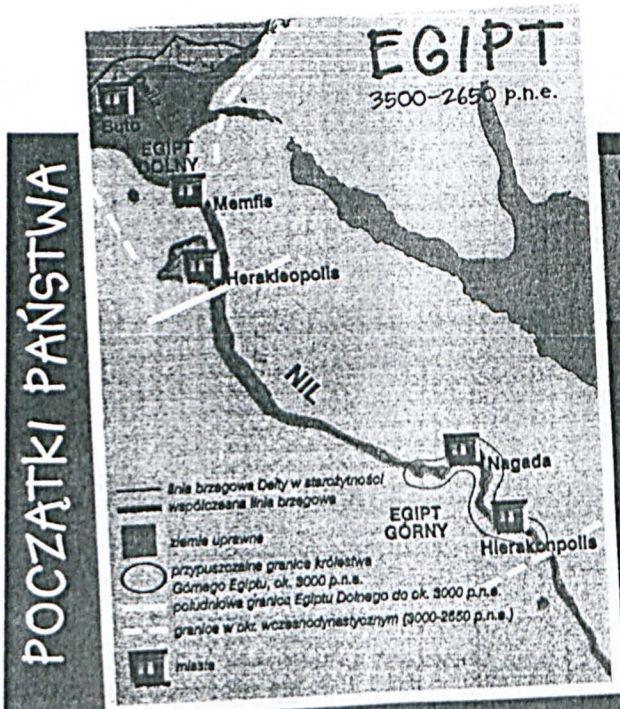 POCZĄTKI PAŃSTWA
EGIPT
3500-2650 p.n.e.
Buto
EGIPT
DOLNY
Memfis
Herakleopolis
NIL
Nagada
EGIPT
GÓRNY
Hierakonpolis
linia brzegowa Delty w starożytności
współczesna linia brzegowa
ziemie uprawne
przypuszczalne granice królestwa
Górnego Egiptu, ok. 3000 p.n.e.
południowa granica Egiptu Dolnego do ok. 3000 p.n.e.
granice w okr. wczesnodynastycznym (3000-2650 p.n.e.)
miasta